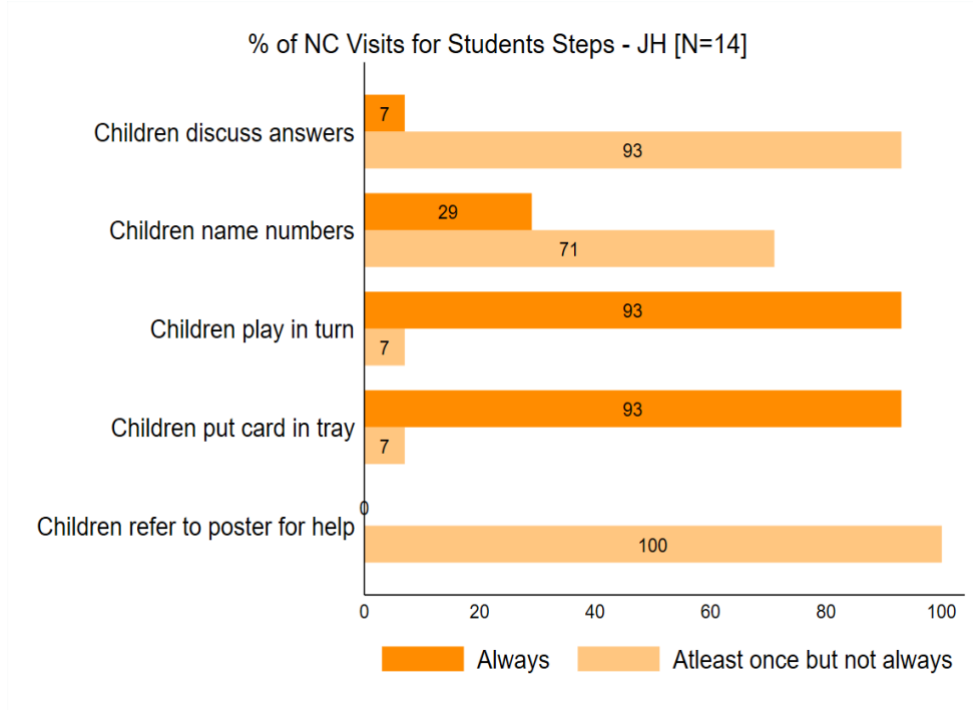 % of NC Visits for Students Steps - JH [N=14]
Children discuss answers
7
93
Children name numbers
29
71
Children play in turn
93
7
Children put card in tray
93
7
Children refer to poster for help
0
100
0 20 40 60 80 100
Always Atleast once but not always